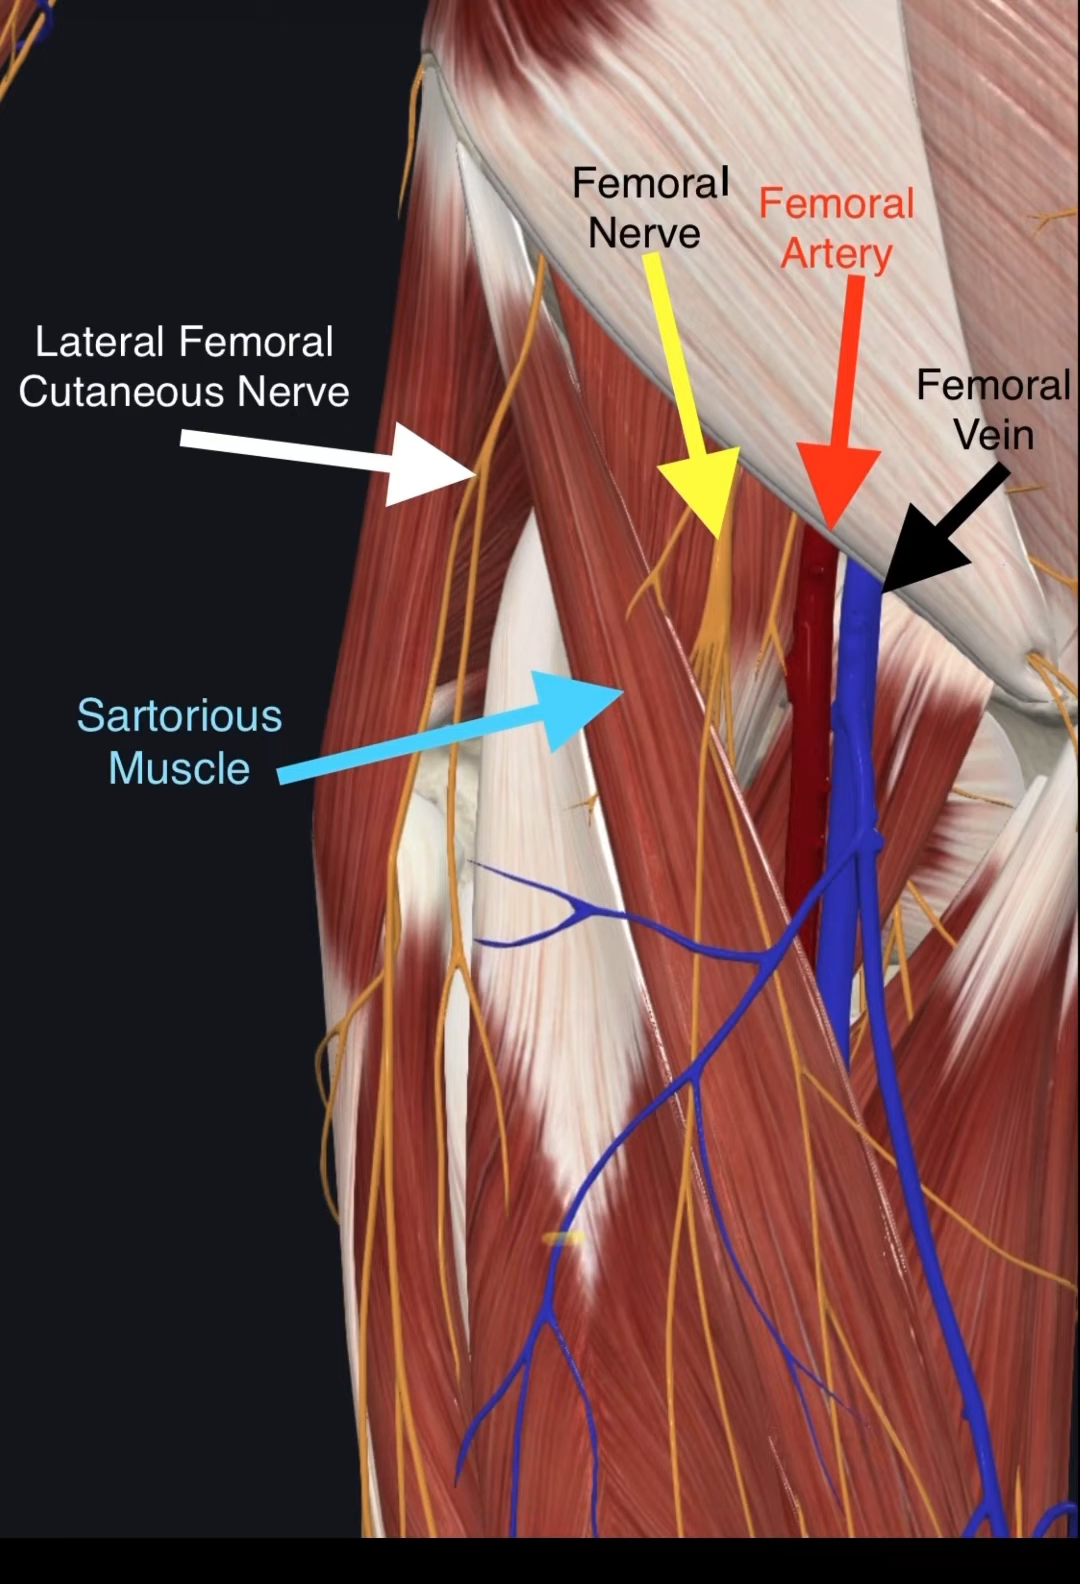 Femoral
Nerve
Femoral
Artery
Lateral Femoral
Cutaneous Nerve
Femoral
Vein
Sartorious
Muscle